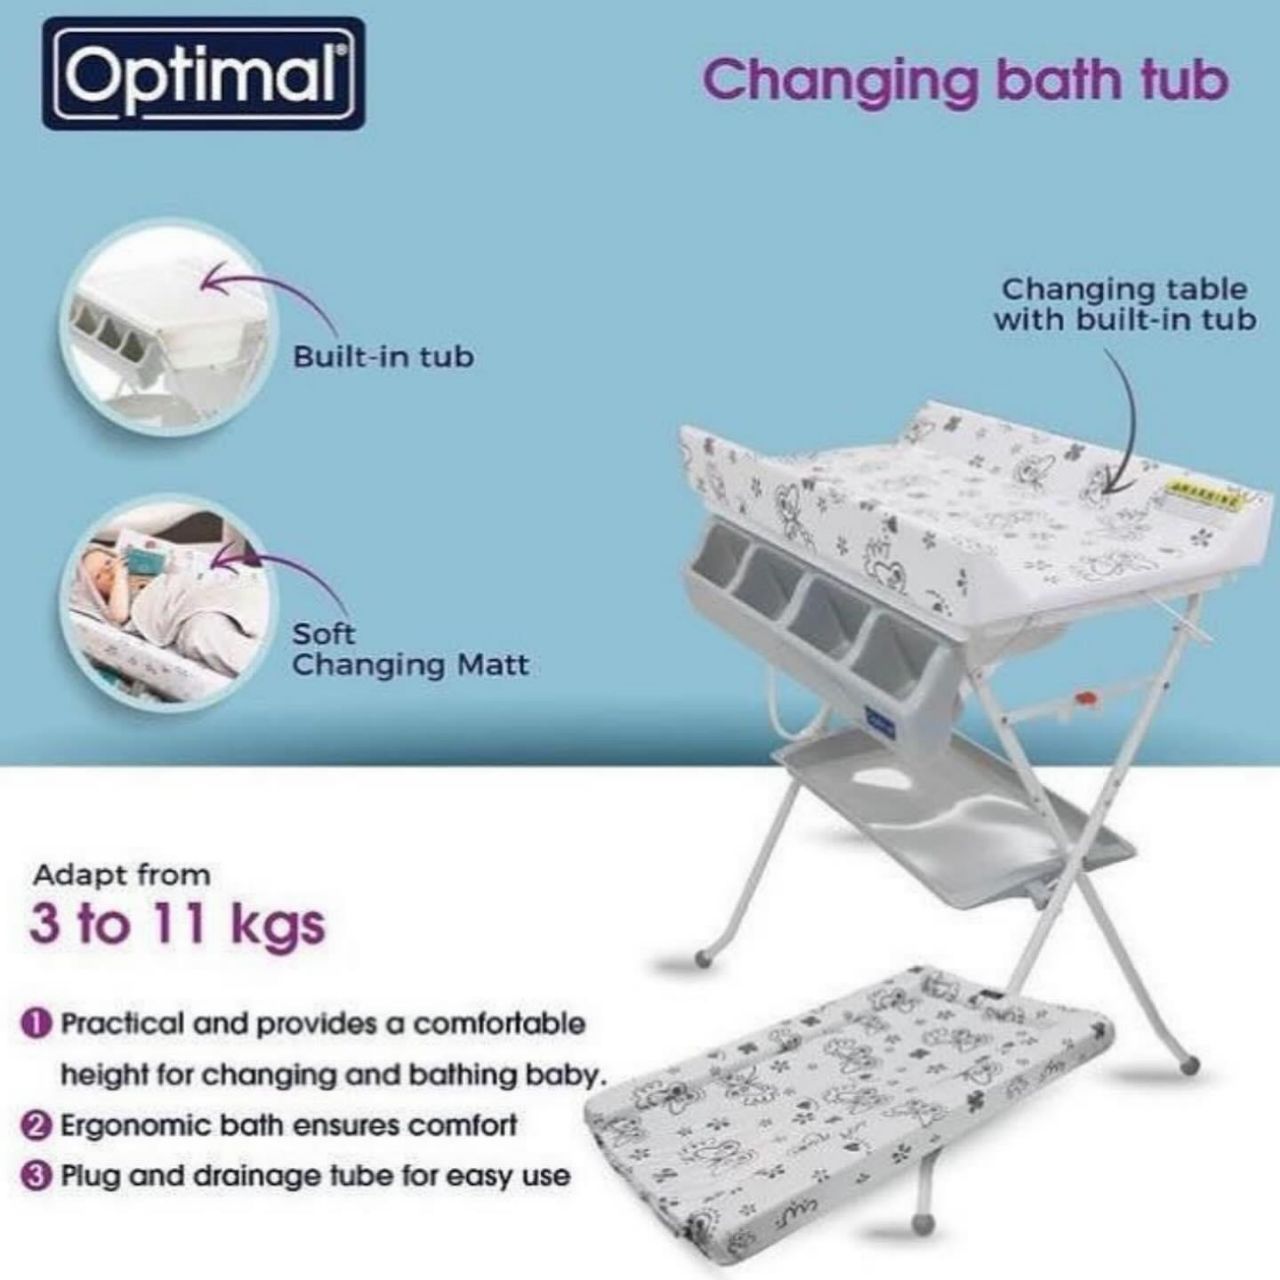 Optimal®
Changing bath tub
Built-in tub
Changing table
with built-in tub
Soft
Changing Matt
WARNING
Optimal
Adapt from
3 to 11 kgs
1 Practical and provides a comfortable
height for changing and bathing baby.
2 Ergonomic bath ensures comfort
3 Plug and drainage tube for easy use